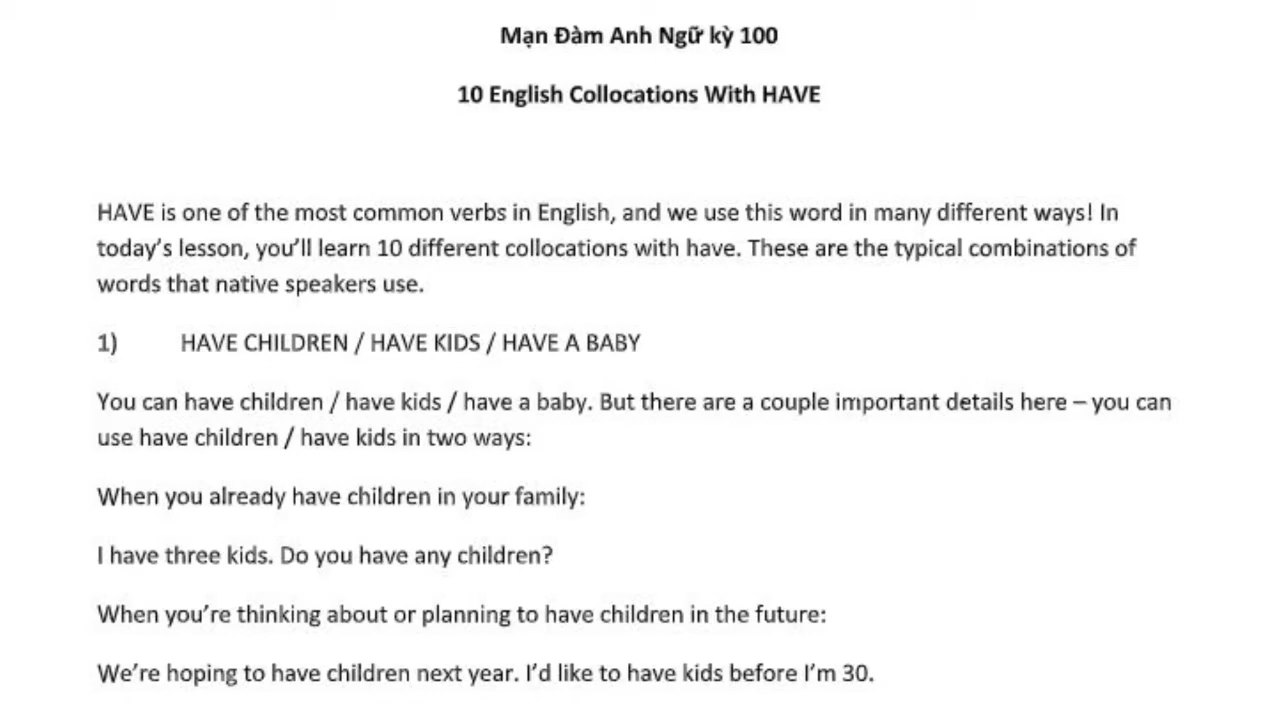 Mạn Đàm Anh Ngữ kỳ 100
10 English Collocations With HAVE
HAVE is one of the most common verbs in English, and we use this word in many different ways! In
today’s lesson, you’ll learn 10 different collocations with have. These are the typical combinations of
words that native speakers use.
1) HAVE CHILDREN / HAVE KIDS / HAVE A BABY
You can have children / have kids / have a baby. But there are a couple important details here – you can
use have children / have kids in two ways:
When you already have children in your family:
I have three kids. Do you have any children?
When you’re thinking about or planning to have children in the future:
We’re hoping to have children next year. I’d like to have kids before I’m 30.